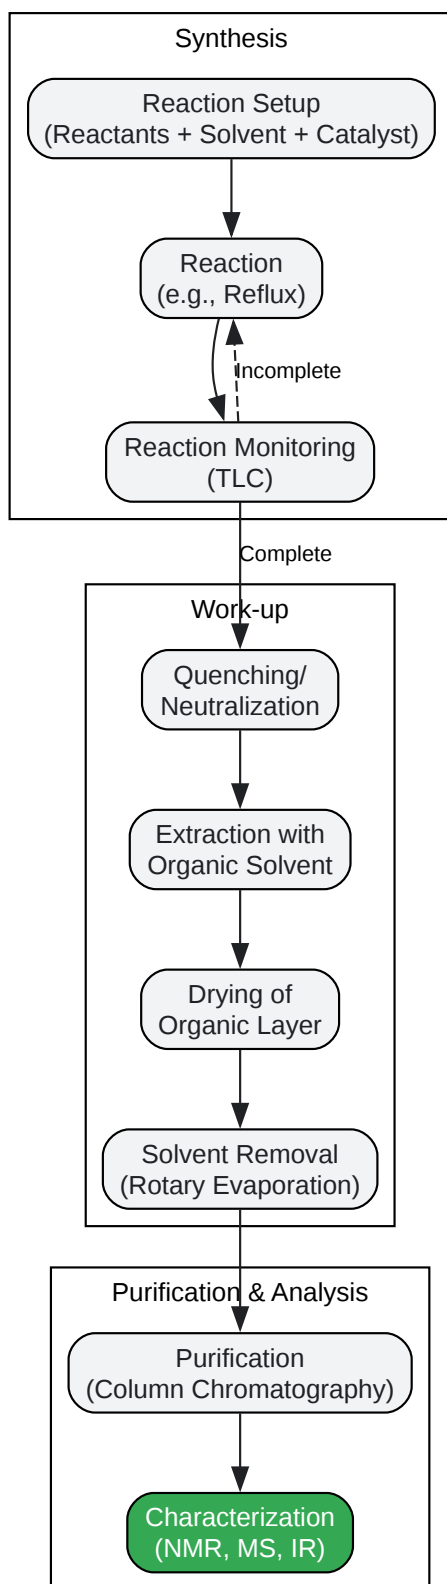 Synthesis
Reaction Setup
(Reactants + Solvent + Catalyst)
Reaction
(e.g., Reflux)
Incomplete
Reaction Monitoring
(TLC)
Complete
Work-up
Quenching/
Neutralization
Extraction with
Organic Solvent
Drying of
Organic Layer
Solvent Removal
(Rotary Evaporation)
Purification & Analysis
Purification
(Column Chromatography)
Characterization
(NMR, MS, IR)